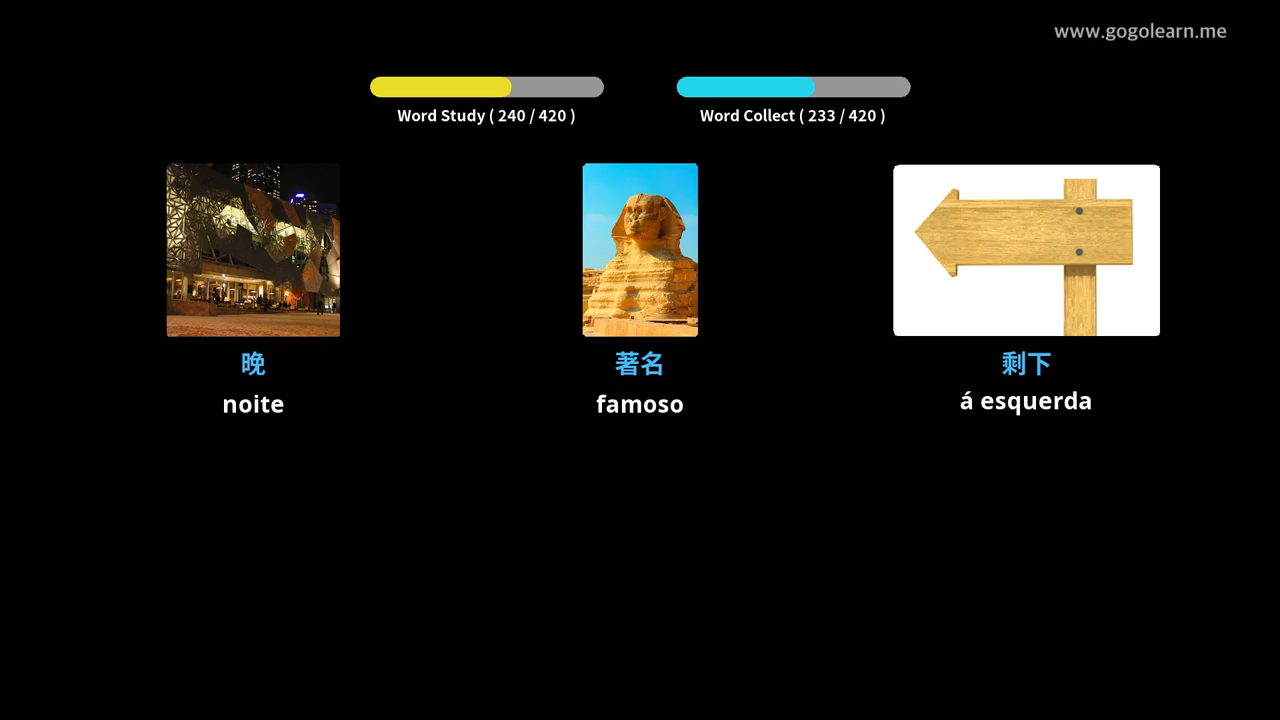 www.gogolearn.me
Word Study ( 240 / 420 )
Word Collect ( 233 / 420 )
晚
著名
剩下
noite
famoso
á esquerda